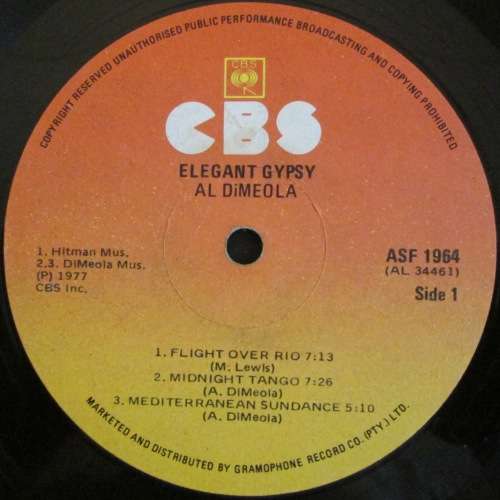 COPYRIGHT RESERVED UNAUTHORISED PUBLIC PERFORMANCE BROADCASTING AND COPYING PROHIBITED
CBS
CBS
ELEGANT GYPSY
AL DiMEOLA
1. Hitman Mus.
2.3. DiMeola Mus.
(P) 1977
CBS Inc.
ASF 1964
(AL 34461)
Side 1
1. FLIGHT OVER RIO 7:13
(M. Lewis)
2. MIDNIGHT TANGO 7:26
(A. DiMeola)
3. MEDITERRANEAN SUNDANCE 5:10
(A. DiMeola)
MARKETED AND DISTRIBUTED BY GRAMOPHONE RECORD CO. (PTY.) LTD.